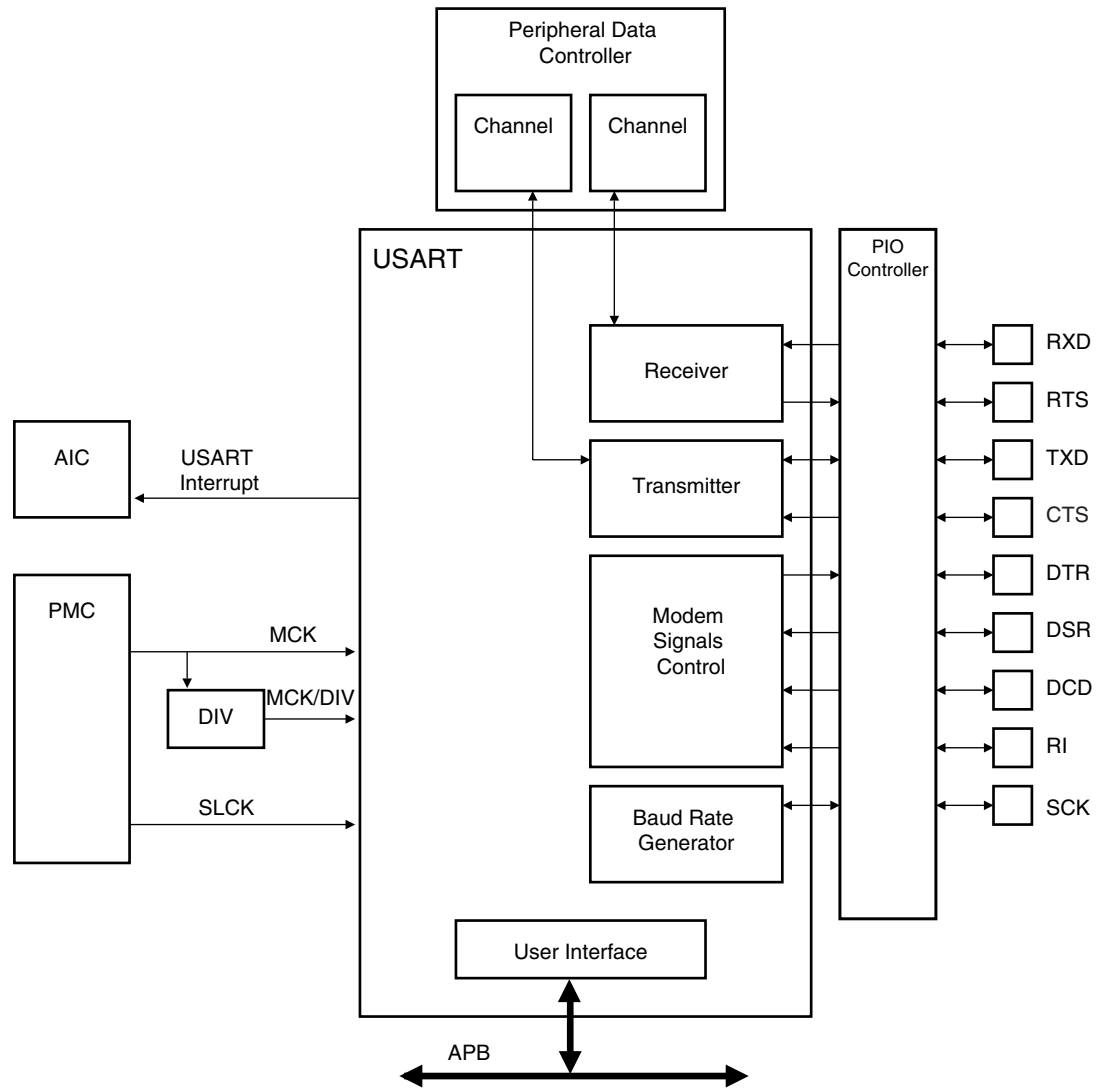 Peripheral Data
Controller
Channel
Channel
USART
PIO
Controller
Receiver
RXD
RTS
AIC
USART
Interrupt
Transmitter
TXD
CTS
PMC
MCK
DIV
MCK/DIV
SLCK
Modem
Signals
Control
DTR
DSR
DCD
RI
Baud Rate
Generator
SCK
User Interface
APB